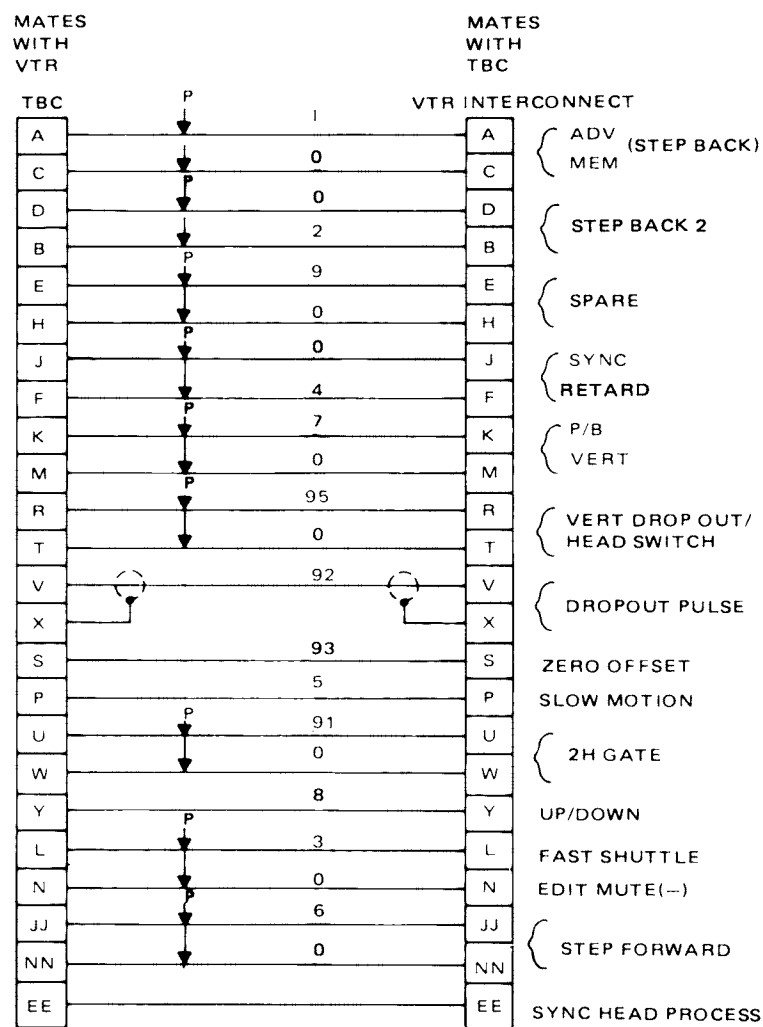 MATES WITH VTR
MATES WITH TBC
TBC
P
VTR INTERCONNECT
A 1 A ADV (STEP BACK)
C 0 C MEM
P
D 0 D STEP BACK 2
B 2 B
P
E 9 E SPARE
H 0 H
P
J 0 J SYNC
F 4 F RETARD
P
K 7 K P/B
M 0 M VERT
P
R 95 R VERT DROP OUT/
T 0 T HEAD SWITCH
V 92 V DROPOUT PULSE
X X
S 93 S ZERO OFFSET
P 5 P SLOW MOTION
P
U 91 U 2H GATE
W 0 W
Y 8 Y UP/DOWN
P
L 3 L FAST SHUTTLE
N 0 N EDIT MUTE(—)
P
JJ 6 JJ STEP FORWARD
NN 0 NN
EE EE SYNC HEAD PROCESS